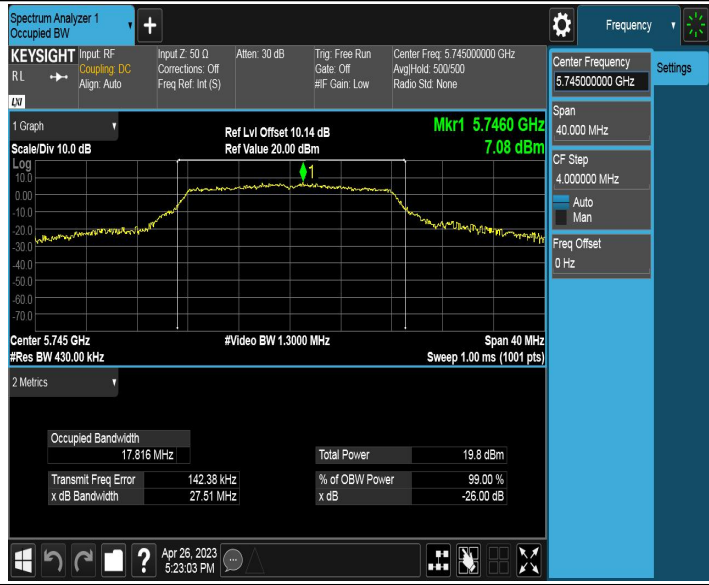 Spectrum Analyzer 1
Occupied BW
Frequency
KEYSIGHT
RL
LXI
Input: RF
Coupling: DC
Align: Auto
Input Z: 50 Ω
Corrections: Off
Freq Ref: Int (S)
Atten: 30 dB
Trig: Free Run
Gate: Off
#IF Gain: Low
Center Freq: 5.745000000 GHz
Avg|Hold: 500/500
Radio Std: None
Center Frequency
5.745000000 GHz
Settings
Span
40.000 MHz
CF Step
4.000000 MHz
Auto
Man
Freq Offset
0 Hz
1 Graph
Scale/Div 10.0 dB
Ref Lvl Offset 10.14 dB
Ref Value 20.00 dBm
Mkr1 5.7460 GHz
7.08 dBm
Log
10.0
0.00
-10.0
-20.0
-30.0
-40.0
-50.0
-60.0
-70.0
1
Center 5.745 GHz
#Res BW 430.00 kHz
#Video BW 1.3000 MHz
Span 40 MHz
Sweep 1.00 ms (1001 pts)
2 Metrics
Occupied Bandwidth
17.816 MHz
Total Power 19.8 dBm
Transmit Freq Error 142.38 kHz
x dB Bandwidth 27.51 MHz
% of OBW Power 99.00 %
x dB -26.00 dB
?
Apr 26, 2023
5:23:03 PM